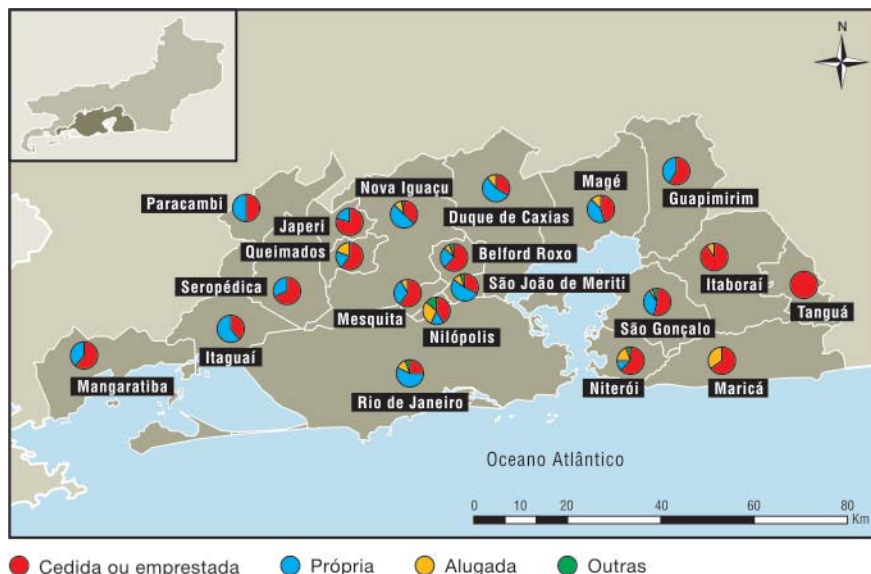 N
Paracambi
Nova Iguaçu
Japeri
Queimados
Duque de Caxias
Magé
Guapimirim
Belford Roxo
Seropédica
São João de Meriti
Itaboraí
Mesquita
Nilópolis
São Gonçalo
Tanguá
Itaguaí
Mangaratiba
Rio de Janeiro
Niterói
Maricá
Oceano Atlântico
0 10 20 40 60 80
Km
Cedida ou emprestada Própria Alugada Outras